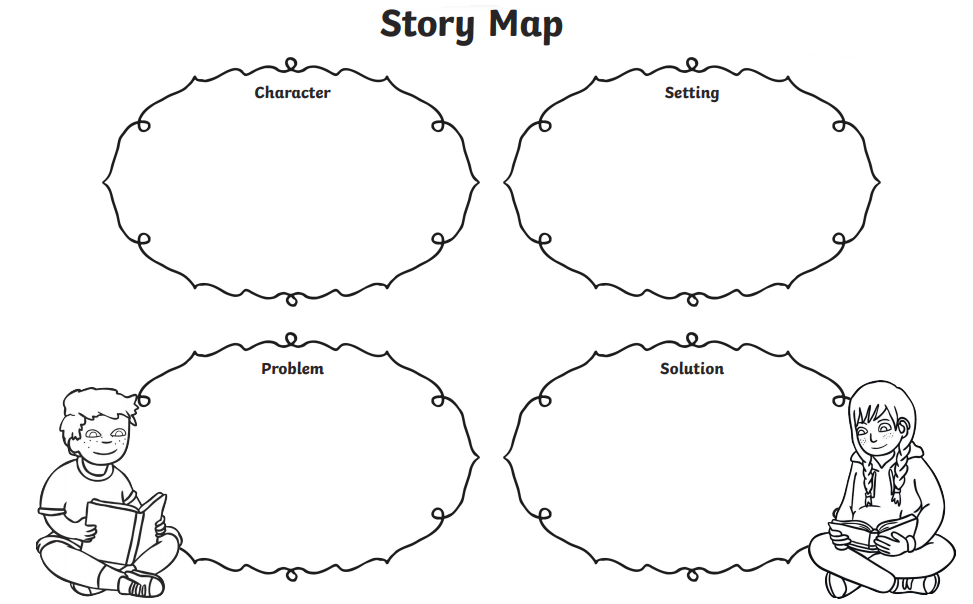 Story Map
Character
Setting
Problem
Solution